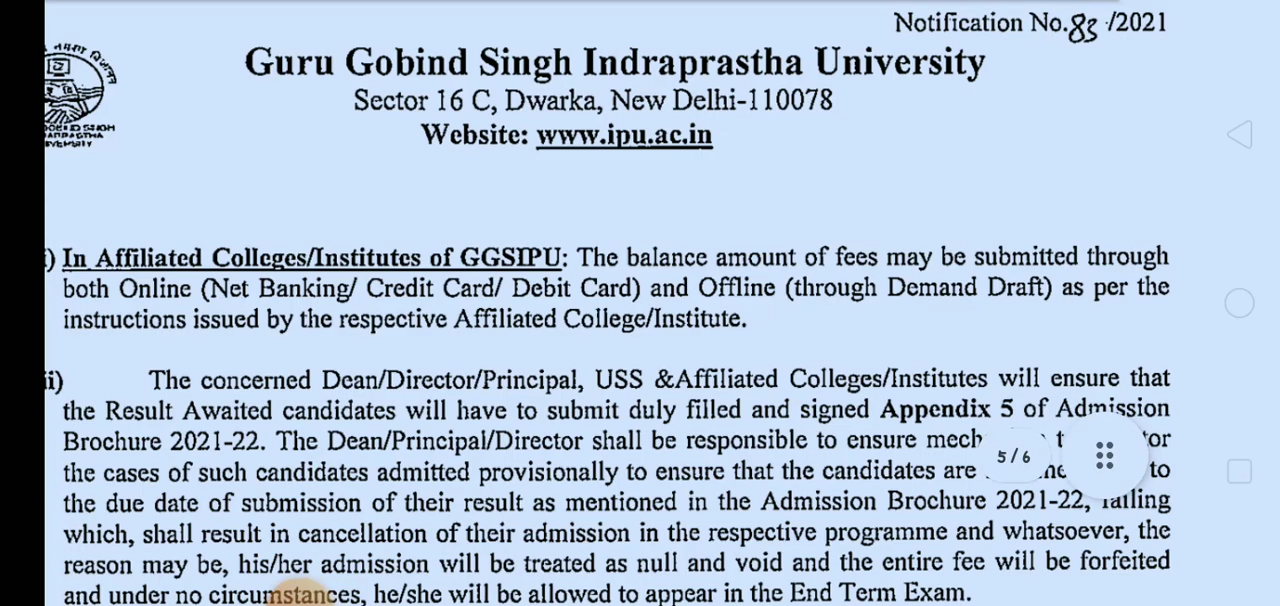 Notification No.83/2021
Guru Gobind Singh Indraprastha University
Sector 16 C, Dwarka, New Delhi-110078
Website: www.ipu.ac.in
) In Affiliated Colleges/Institutes of GGSIPU: The balance amount of fees may be submitted through
both Online (Net Banking/ Credit Card/ Debit Card) and Offline (through Demand Draft) as per the
instructions issued by the respective Affiliated College/Institute.
ii) The concerned Dean/Director/Principal, USS &Affiliated Colleges/Institutes will ensure that
the Result Awaited candidates will have to submit duly filled and signed Appendix 5 of Admission
Brochure 2021-22. The Dean/Principal/Director shall be responsible to ensure
the cases of such candidates admitted provisionally to ensure that the candidates are to
5/6
the due date of submission of their result as mentioned in the Admission Brochure 2021-22, failing
which, shall result in cancellation of their admission in the respective programme and whatsoever, the
reason may be, his/her admission will be treated as null and void and the entire fee will be forfeited
and under no circumstances, he/she will be allowed to appear in the End Term Exam.